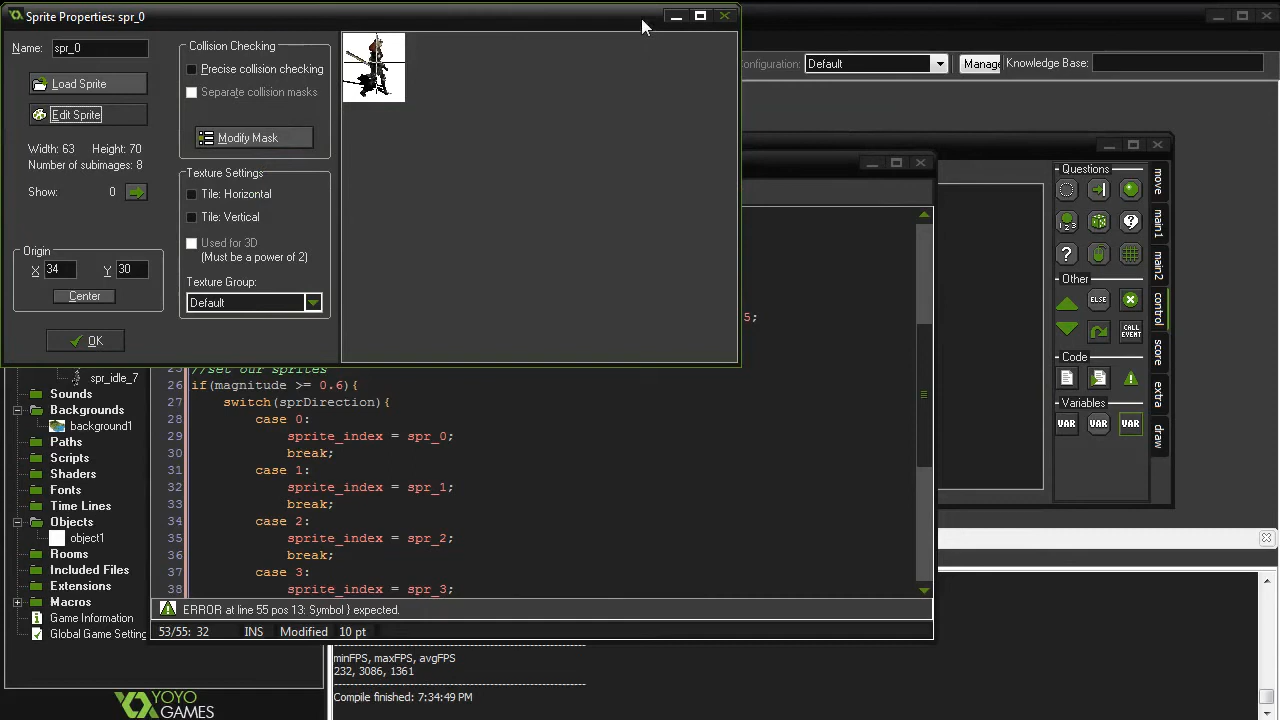 Sprite Properties: spr_0
Name: spr_0
Load Sprite
Edit Sprite
Width: 63 Height: 70
Number of subimages: 8
Show: 0
Origin
X 34 Y 30
Center
OK
Collision Checking
Precise collision checking
Separate collision masks
Modify Mask
Texture Settings
Tile: Horizontal
Tile: Vertical
Used for 3D
(Must be a power of 2)
Texture Group:
Default
Configuration: Default
Manage
Knowledge Base:
Questions
Other
ELSE
CALL EVENT
Code
Variables
VAR VAR VAR
move
main1
main2
control
score
extra
draw
spr_idle_7
Sounds
Backgrounds
background1
Paths
Scripts
Shaders
Fonts
Time Lines
Objects
object1
Rooms
Included Files
Extensions
Macros
Game Information
Global Game Setting
5;
25 //set our sprites
26 if(magnitude >= 0.6){
27 switch(sprDirection){
28 case 0:
29 sprite_index = spr_0;
30 break;
31 case 1:
32 sprite_index = spr_1;
33 break;
34 case 2:
35 sprite_index = spr_2;
36 break;
37 case 3:
38 sprite_index = spr_3;
ERROR at line 55 pos 13: Symbol } expected.
53/55: 32 INS Modified 10 pt
minFPS, maxFPS, avgFPS
232, 3086, 1361
Compile finished: 7:34:49 PM
YOYO
GAMES